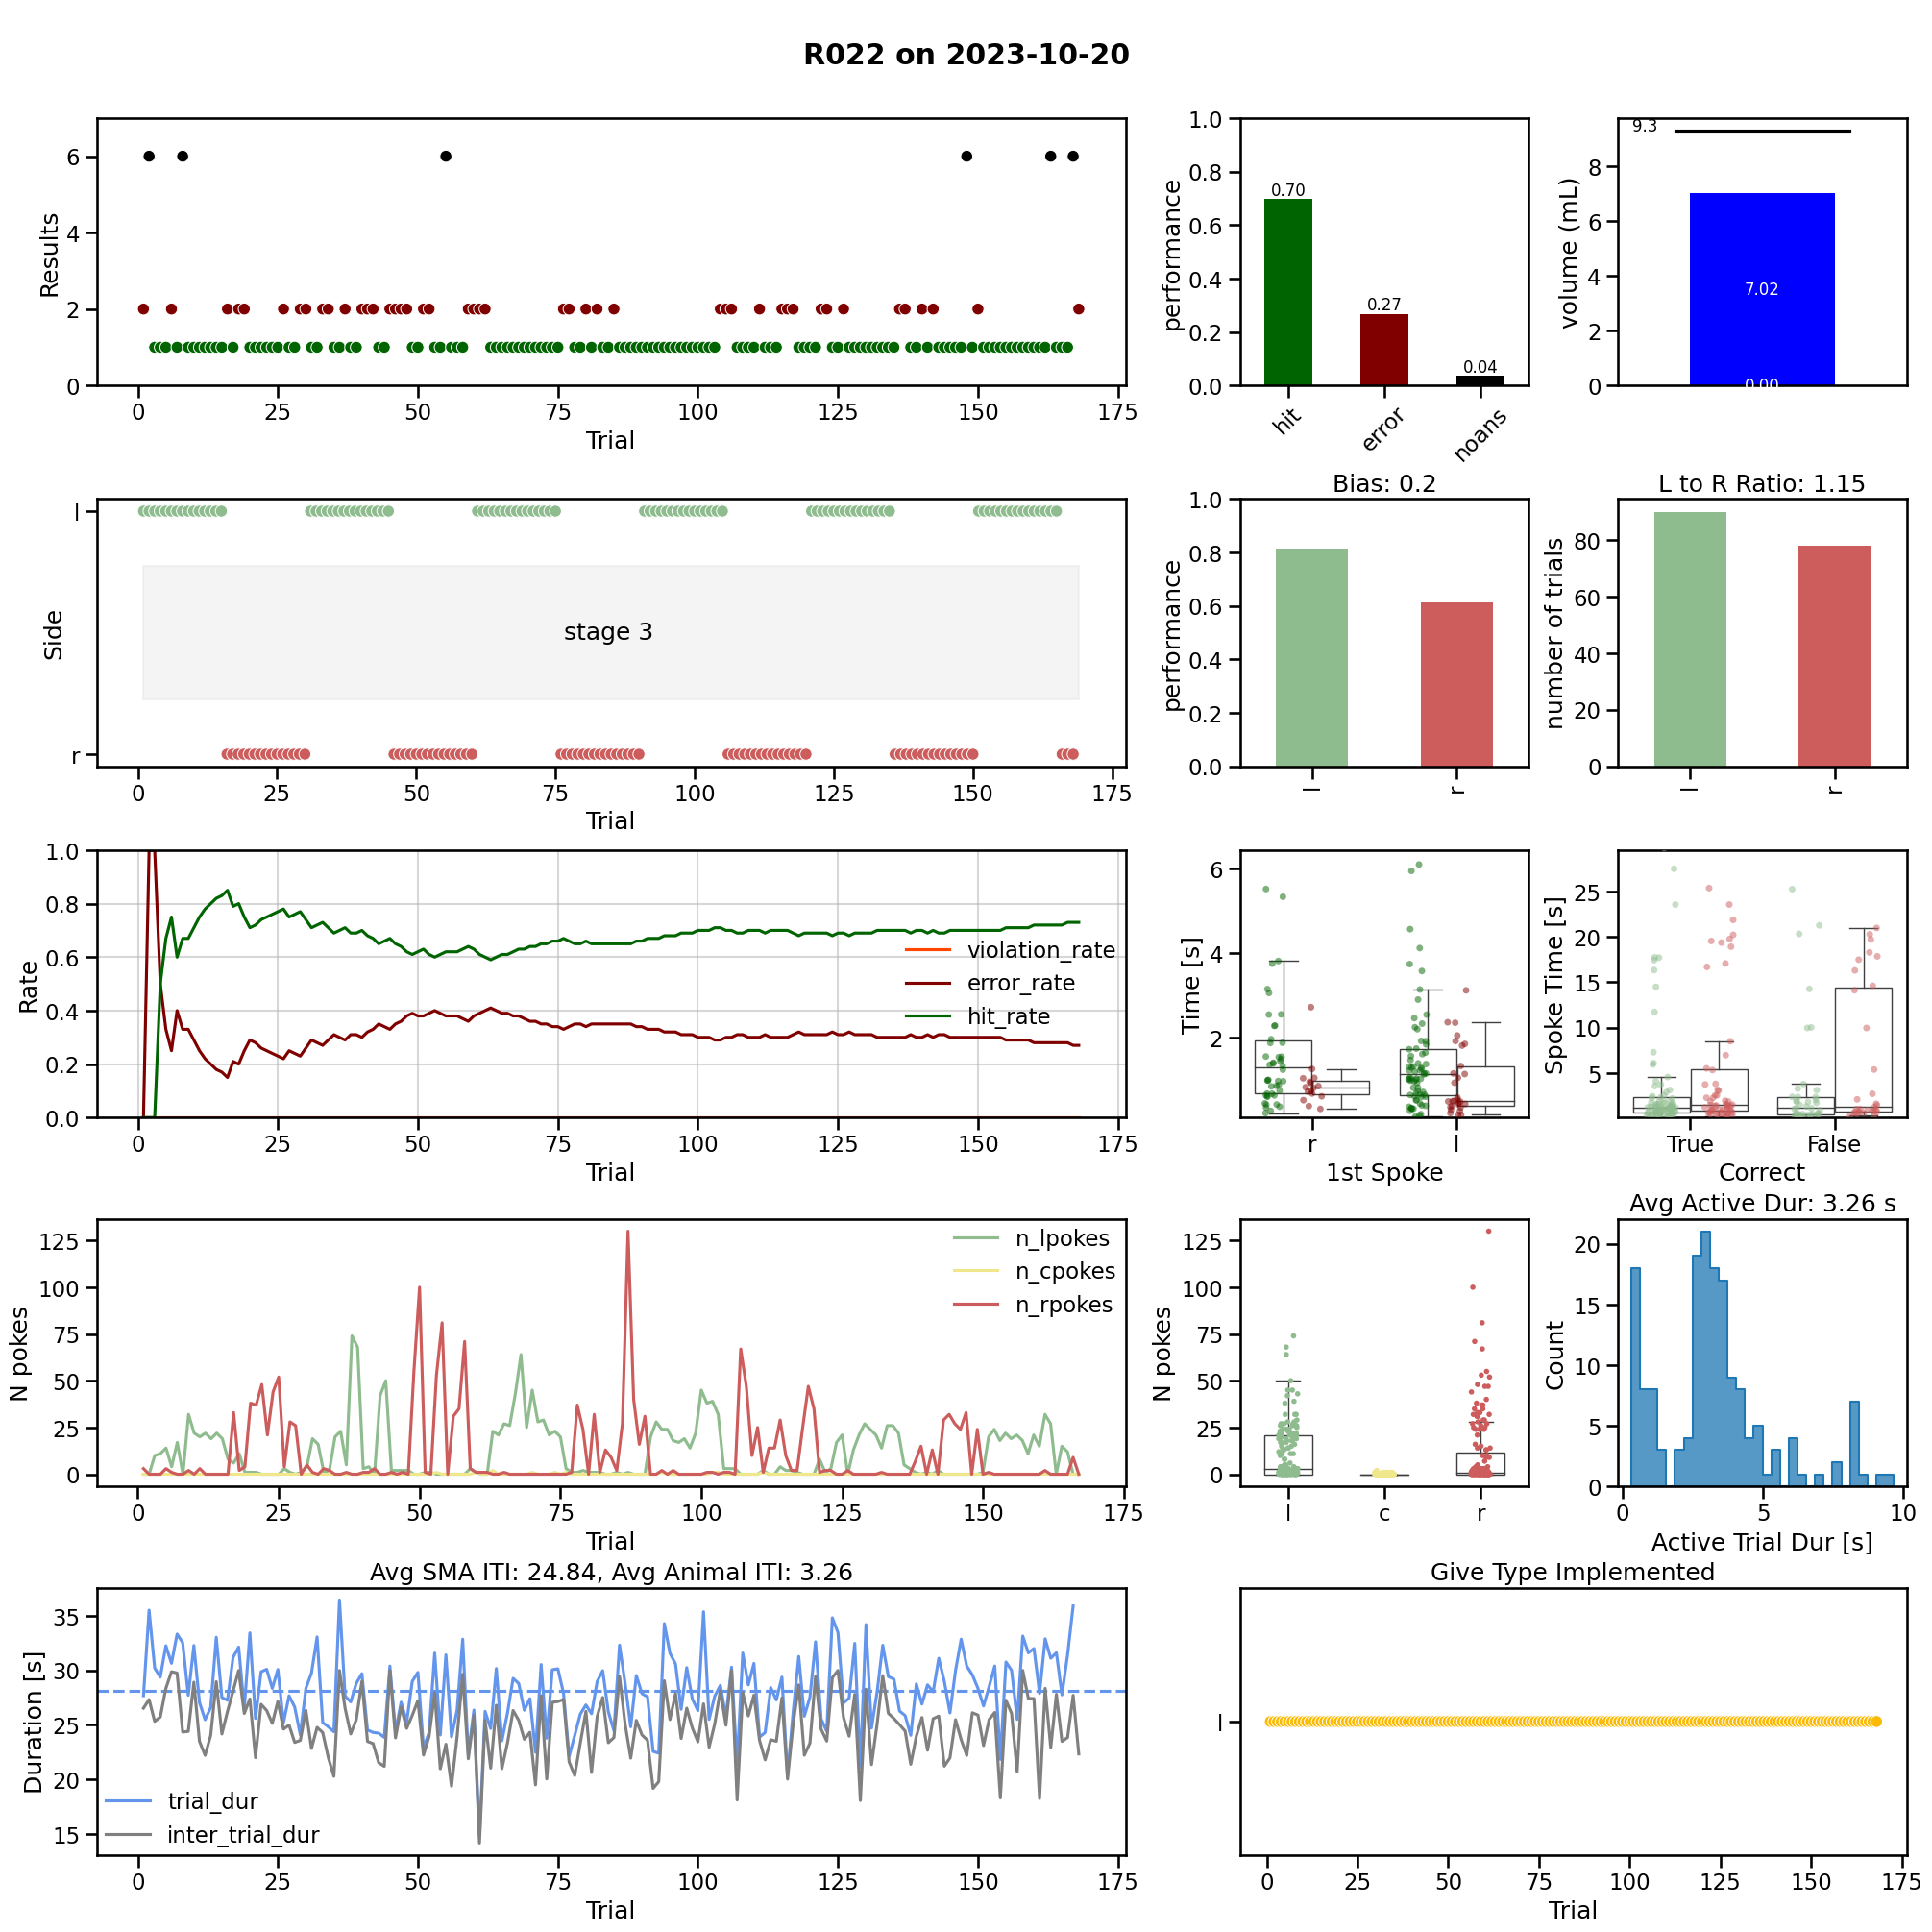 R022 on 2023-10-20
Results
6
4
2
0
0 25 50 75 100 125 150 175
Trial
performance
1.0
0.8
0.6
0.4
0.2
0.0
0.70
0.27
0.04
hit error noans
volume (mL)
8
6
4
2
0
9.3
7.02
0.00
Side
l
r
stage 3
0 25 50 75 100 125 150 175
Trial
Bias: 0.2
performance
1.0
0.8
0.6
0.4
0.2
0.0
l r
L to R Ratio: 1.15
number of trials
80
60
40
20
0
l r
Rate
1.0
0.8
0.6
0.4
0.2
0.0
violation_rate
error_rate
hit_rate
0 25 50 75 100 125 150 175
Trial
Time [s]
6
4
2
r l
1st Spoke
Spoke Time [s]
25
20
15
10
5
True False
Correct
N pokes
125
100
75
50
25
0
n_lpokes
n_cpokes
n_rpokes
0 25 50 75 100 125 150 175
Trial
N pokes
125
100
75
50
25
0
l c r
Avg Active Dur: 3.26 s
Count
20
15
10
5
0
0 5 10
Active Trial Dur [s]
Avg SMA ITI: 24.84, Avg Animal ITI: 3.26
Duration [s]
35
30
25
20
15
trial_dur
inter_trial_dur
0 25 50 75 100 125 150 175
Trial
Give Type Implemented
l
0 25 50 75 100 125 150 175
Trial